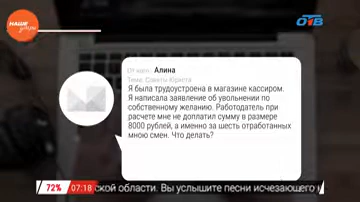 НАШЕ
утро
ОТВ
От кого: Алина
Тема: Советы Юриста
Я была трудоустроена в магазине кассиром.
Я написала заявление об увольнении по
собственному желанию. Работодатель
при расчете мне не доплатил сумму в размере
8000 рублей, а именно за шесть отработанных
мною смен. Что делать?
72% 07:18 ской области. Вы услышите песни исчезающего